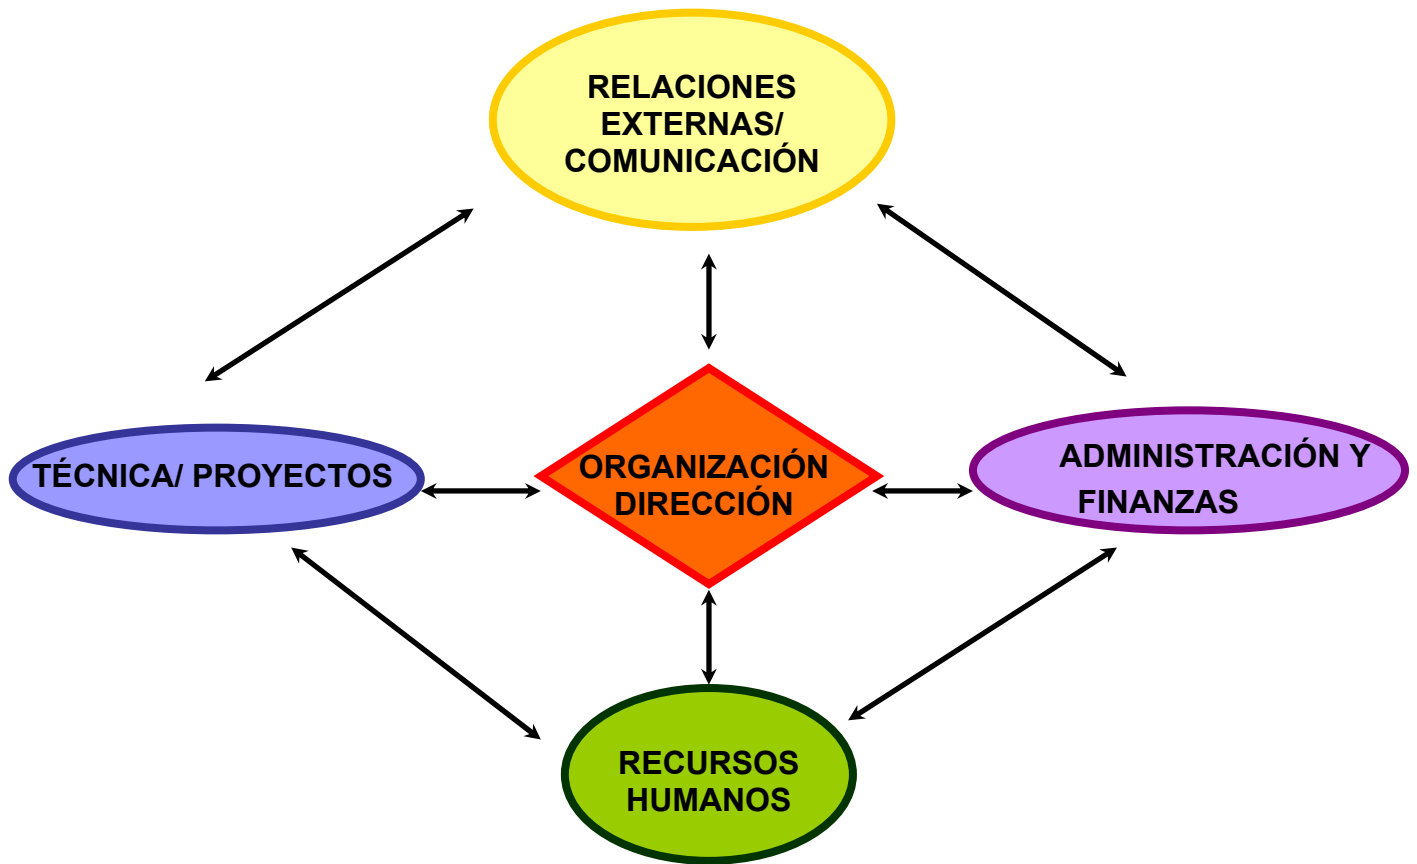 RELACIONES
EXTERNAS/
COMUNICACIÓN
TÉCNICA/ PROYECTOS
ORGANIZACIÓN
DIRECCIÓN
ADMINISTRACIÓN Y
FINANZAS
RECURSOS
HUMANOS